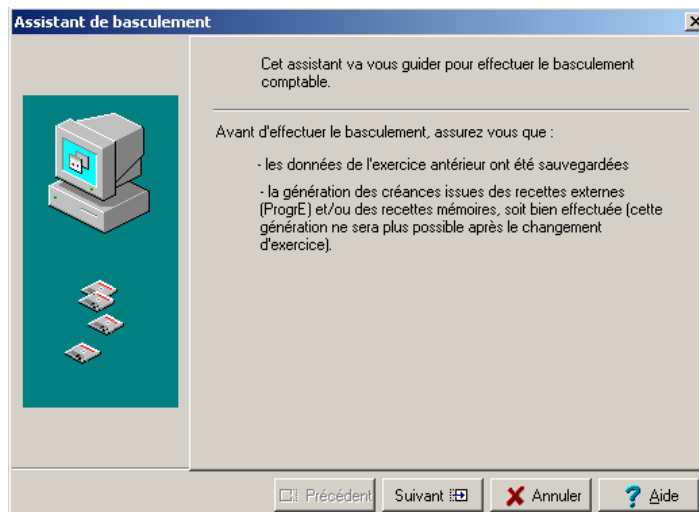 Assistant de basculement
Cet assistant va vous guider pour effectuer le basculement
comptable.
Avant d'effectuer le basculement, assurez vous que :
- les données de l'exercice antérieur ont été sauvegardées
- la génération des créances issues des recettes externes
(ProgrE) et/ou des recettes mémoires, soit bien effectuée (cette
génération ne sera plus possible après le changement
d'exercice).
Précédent Suivant Annuler Aide